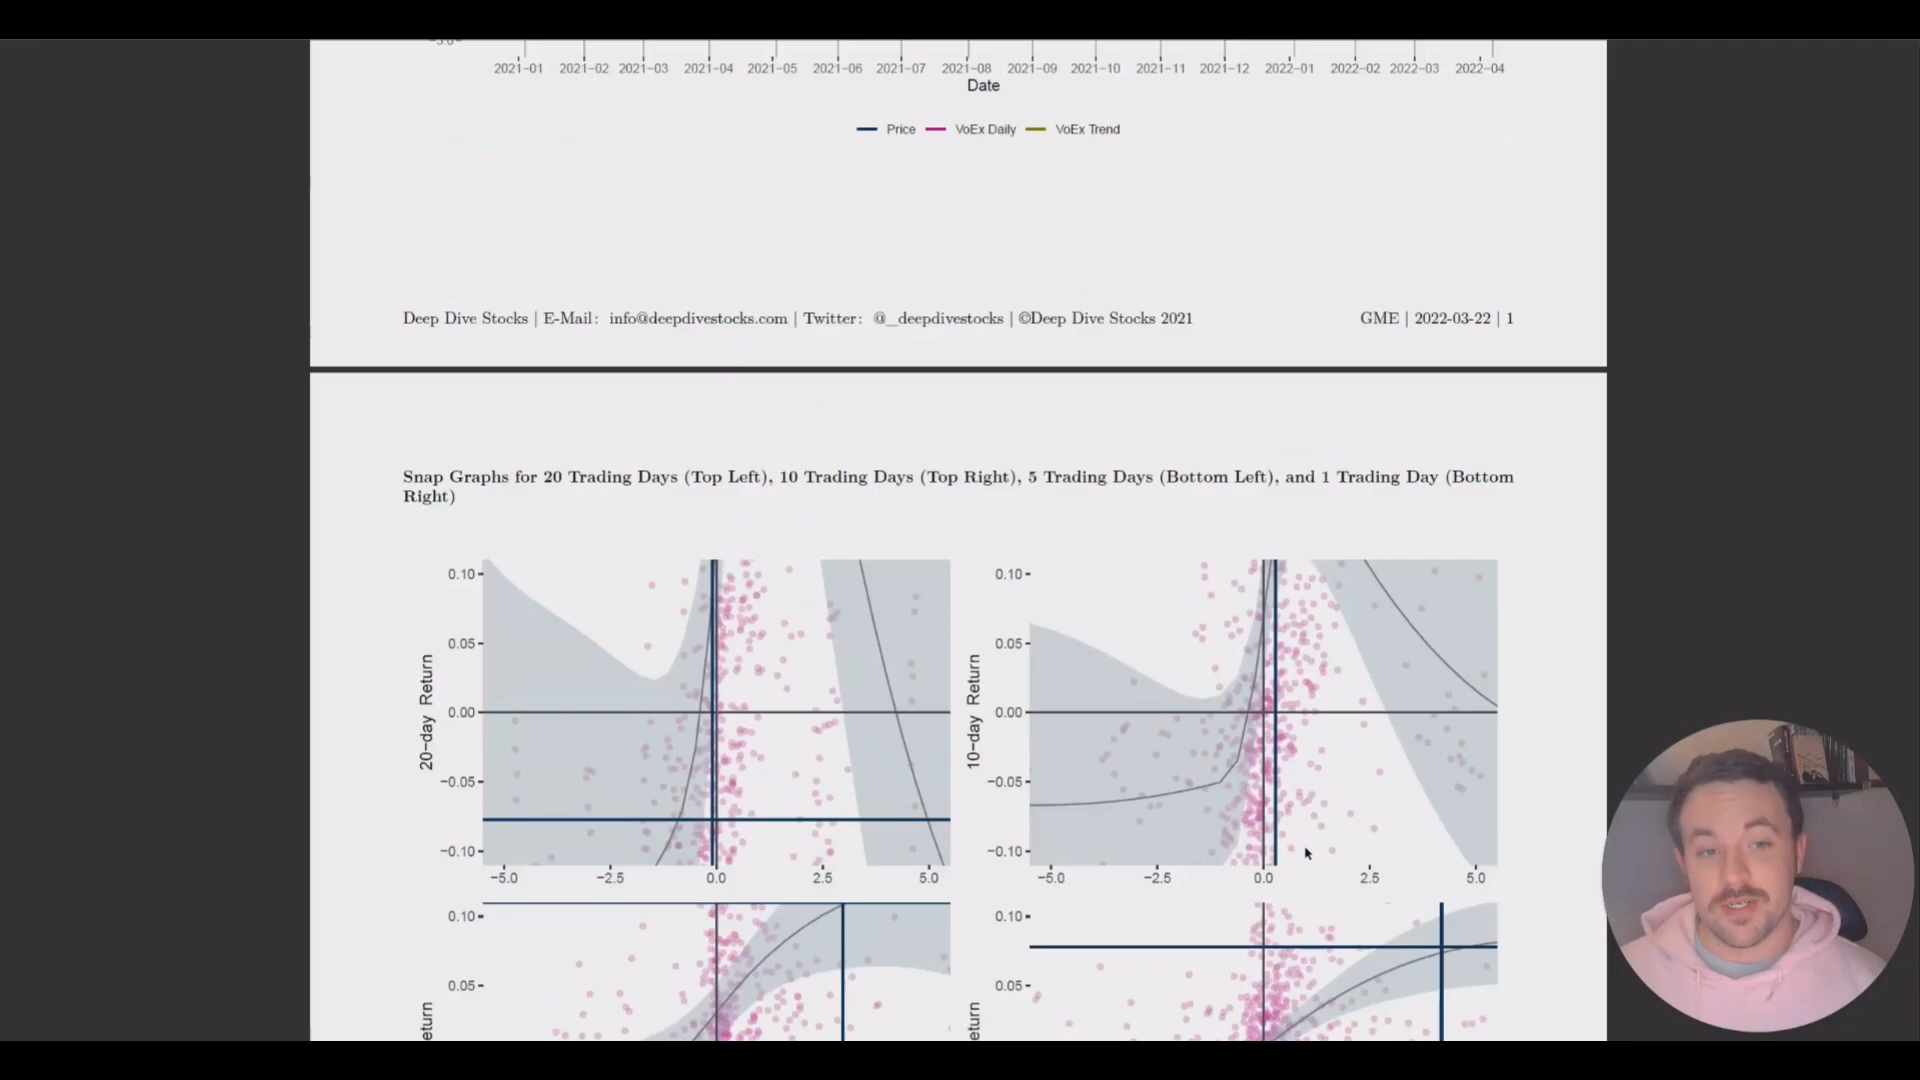 2021-01 2021-02 2021-03 2021-04 2021-05 2021-06 2021-07 2021-08 2021-09 2021-10 2021-11 2021-12 2022-01 2022-02 2022-03 2022-04
Date
Price VoEx Daily VoEx Trend
Deep Dive Stocks | E-Mail: info@deepdivestocks.com | Twitter: @_deepdivestocks | ©Deep Dive Stocks 2021 GME | 2022-03-22 | 1
Snap Graphs for 20 Trading Days (Top Left), 10 Trading Days (Top Right), 5 Trading Days (Bottom Left), and 1 Trading Day (Bottom
Right)
20-day Return
0.10
0.05
0.00
-0.05
-0.10
-5.0 -2.5 0.0 2.5 5.0
10-day Return
0.10
0.05
0.00
-0.05
-0.10
-5.0 -2.5 0.0 2.5 5.0
0.10
0.05
0.10
0.05